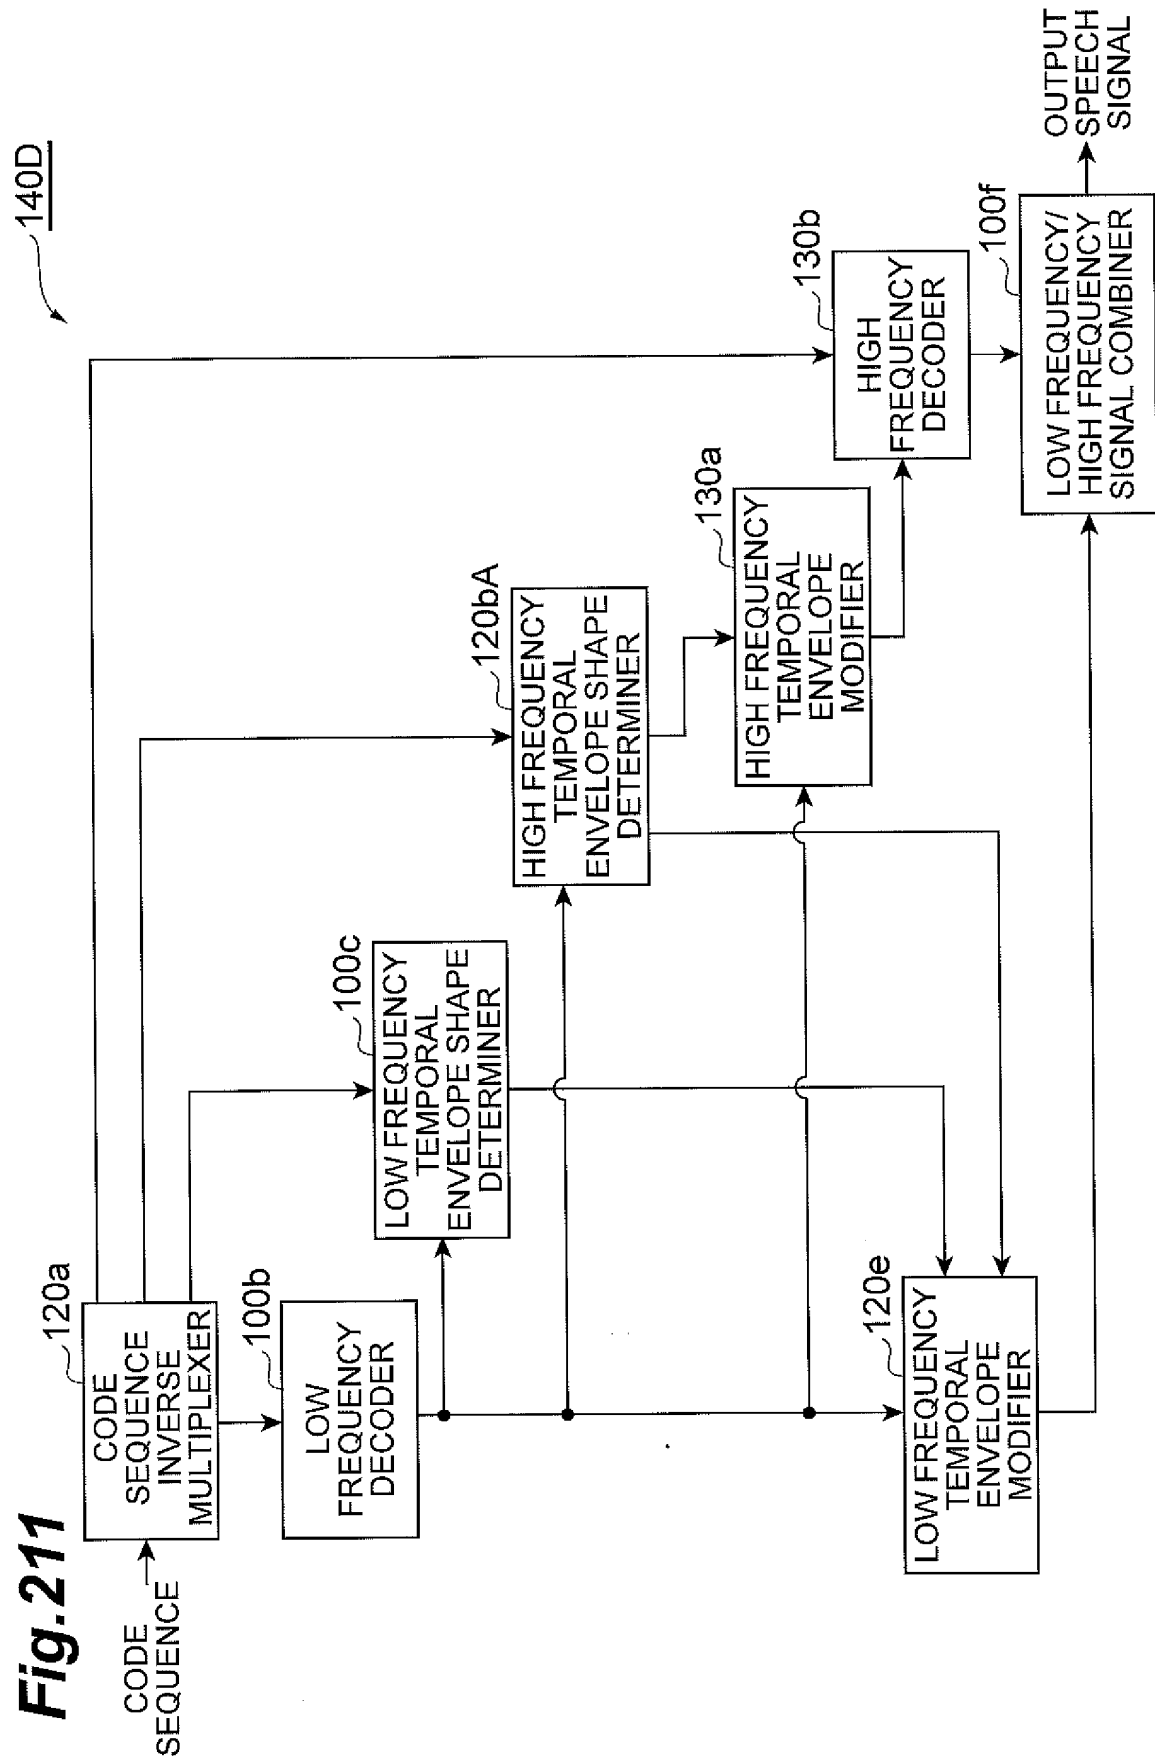 Fig.211
140D
CODE
SEQUENCE
120a
CODE
SEQUENCE
INVERSE
MULTIPLEXER
100b
LOW
FREQUENCY
DECODER
100c
LOW FREQUENCY
TEMPORAL
ENVELOPE SHAPE
DETERMINER
120bA
HIGH FREQUENCY
TEMPORAL
ENVELOPE SHAPE
DETERMINER
130a
HIGH FREQUENCY
TEMPORAL
ENVELOPE
MODIFIER
130b
HIGH
FREQUENCY
DECODER
120e
LOW FREQUENCY
TEMPORAL
ENVELOPE
MODIFIER
100f
LOW FREQUENCY/
HIGH FREQUENCY
SIGNAL COMBINER
OUTPUT
SPEECH
SIGNAL